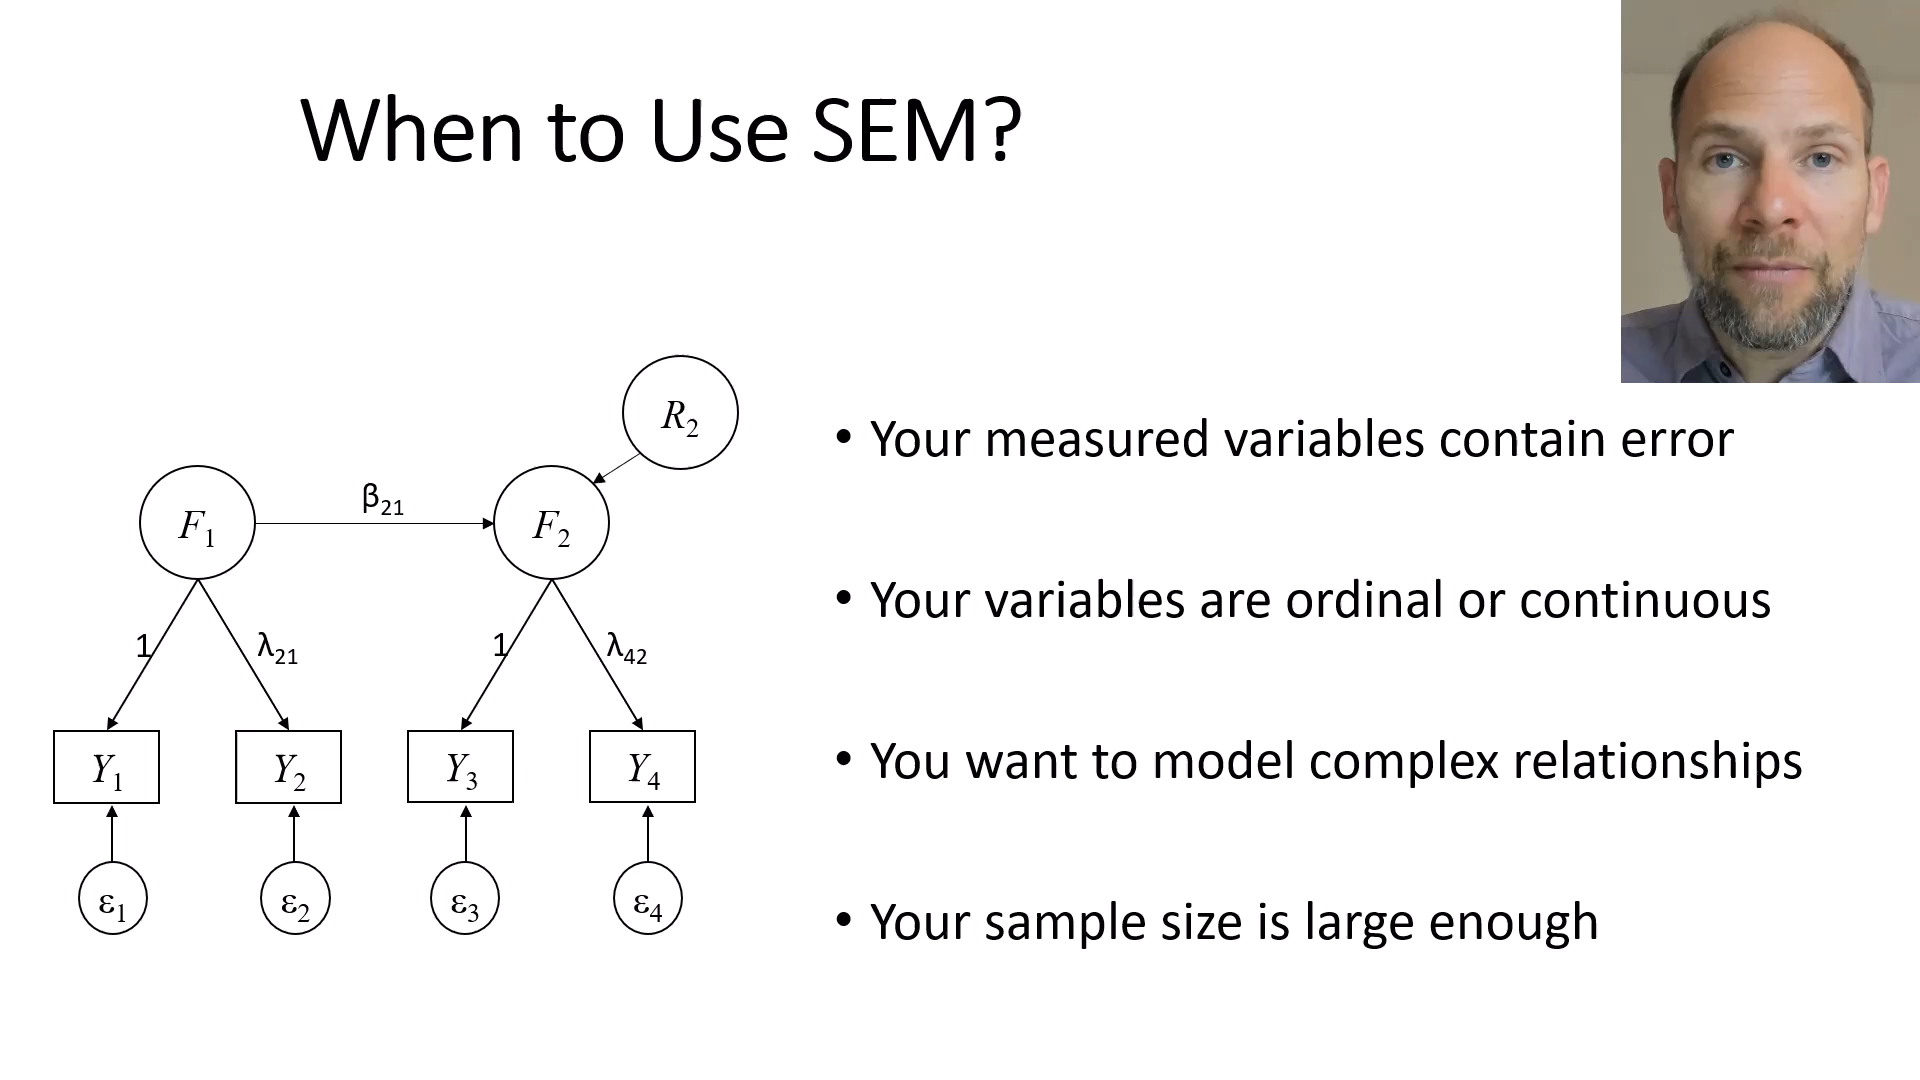 When to Use SEM?
R2
• Your measured variables contain error
β21
F1
F2
• Your variables are ordinal or continuous
1
λ21
1
λ42
• You want to model complex relationships
Y1
Y2
Y3
Y4
ε1
ε2
ε3
ε4
• Your sample size is large enough